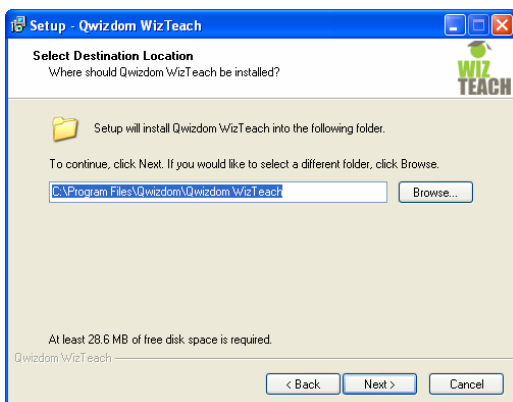 Setup - Qwizdom WizTeach
Select Destination Location
Where should Qwizdom WizTeach be installed?
WIZ
TEACH
Setup will install Qwizdom WizTeach into the following folder.
To continue, click Next. If you would like to select a different folder, click Browse.
C:\Program Files\Qwizdom\Qwizdom WizTeach
Browse...
At least 28.6 MB of free disk space is required.
Qwizdom WizTeach
< Back
Next >
Cancel